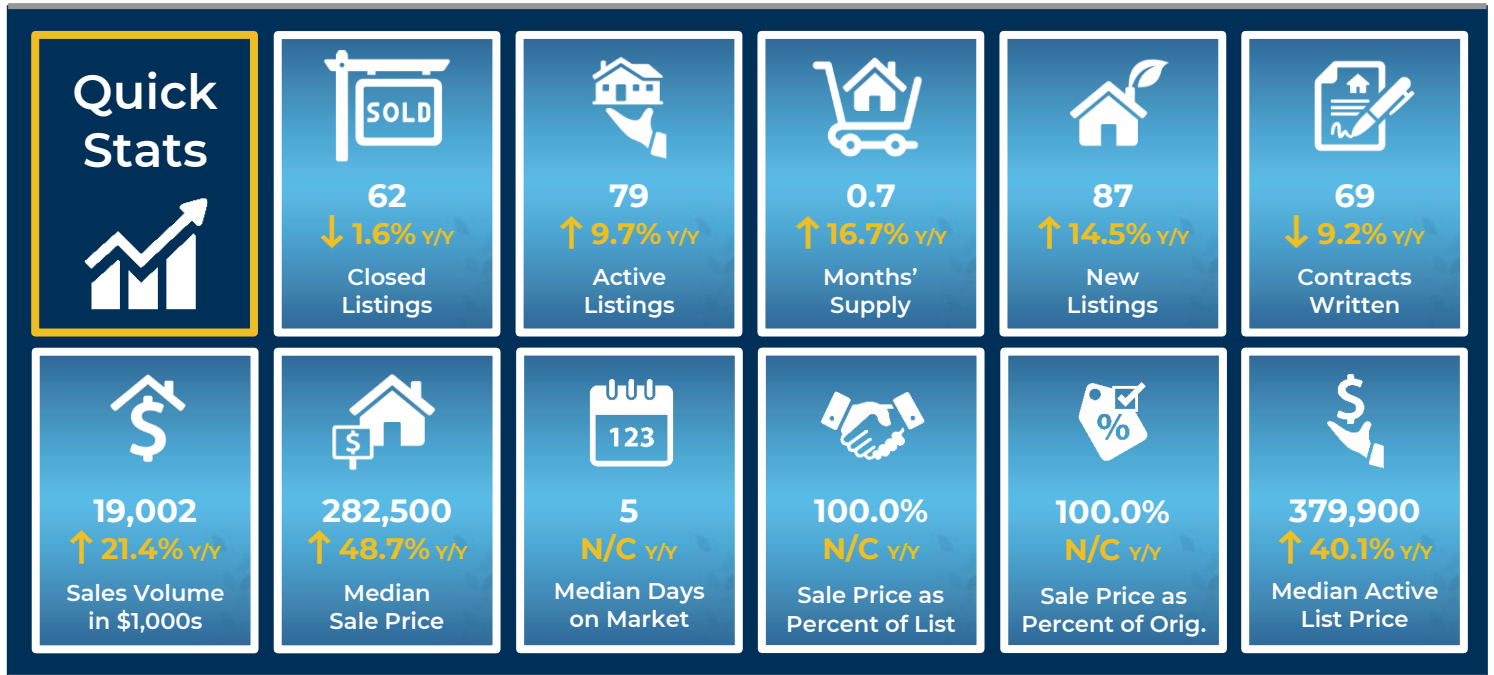 Quick
Stats
SOLD
62
↓ 1.6% Y/Y
Closed
Listings
79
↑ 9.7% Y/Y
Active
Listings
0.7
↑ 16.7% Y/Y
Months’
Supply
87
↑ 14.5% Y/Y
New
Listings
69
↓ 9.2% Y/Y
Contracts
Written
$
19,002
↑ 21.4% Y/Y
Sales Volume
in $1,000s
$
282,500
↑ 48.7% Y/Y
Median
Sale Price
123
5
N/C Y/Y
Median Days
on Market
100.0%
N/C Y/Y
Sale Price as
Percent of List
%
100.0%
N/C Y/Y
Sale Price as
Percent of Orig.
$
379,900
↑ 40.1% Y/Y
Median Active
List Price